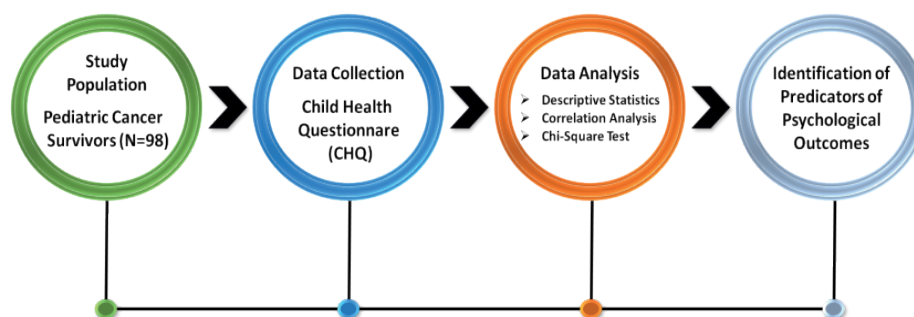 Study
Population
Pediatric Cancer
Survivors (N=98)
Data Collection
Child Health
Questionnare
(CHQ)
Data Analysis
➢ Descriptive Statistics
➢ Correlation Analysis
➢ Chi-Square Test
Identification of
Predicators of
Psychological
Outcomes